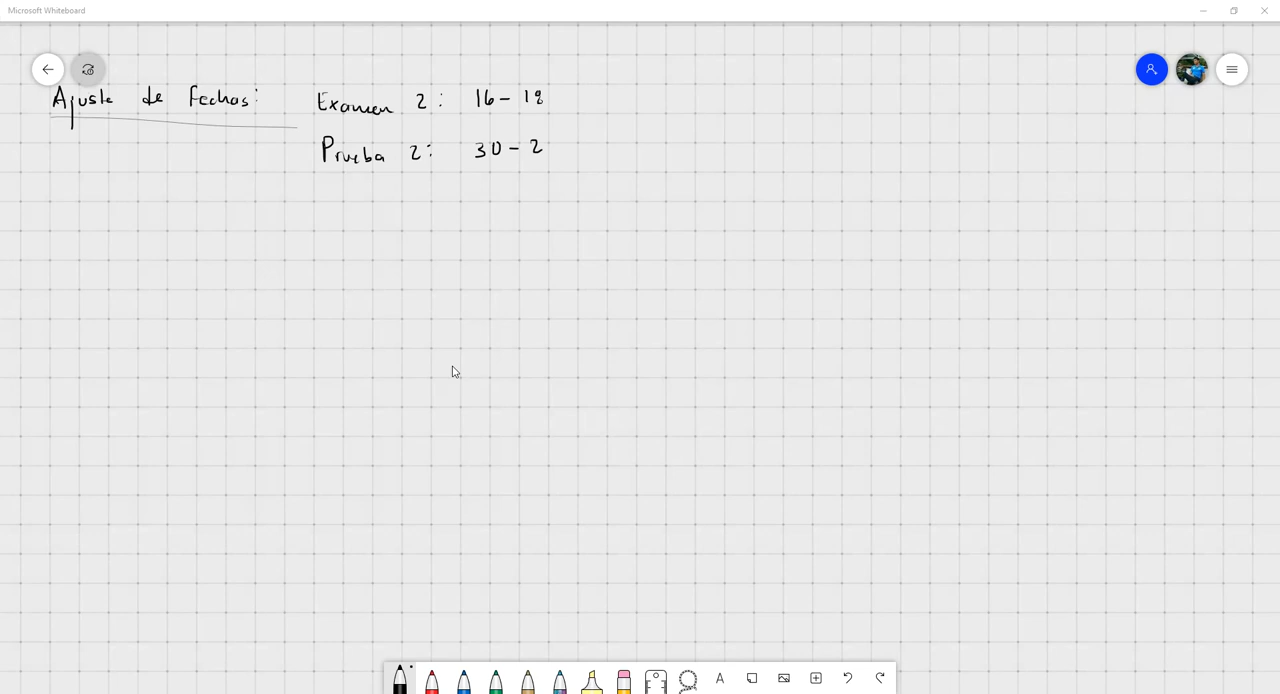 Microsoft Whiteboard
Ajuste de Fechas: Examen 2: 16 - 18
Prueba 2: 30 - 2
A